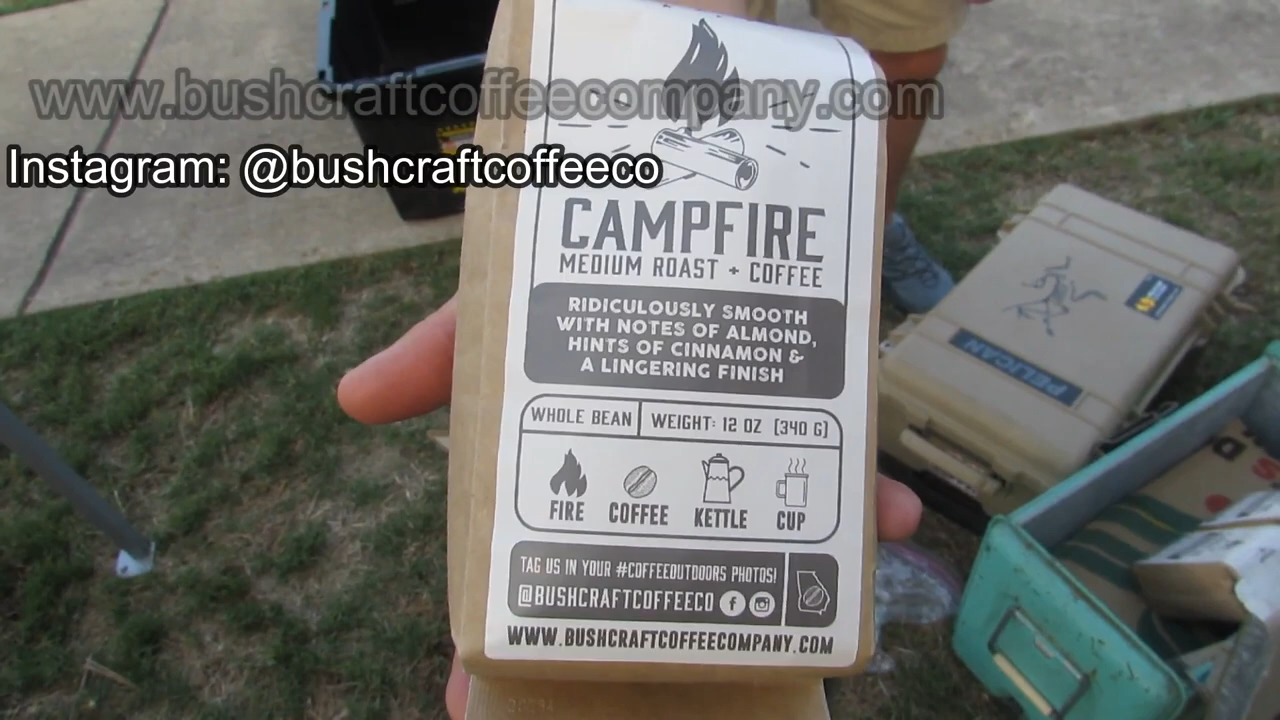 www.bushcraftcoffeecompany.com
Instagram: @bushcraftcoffeeco
CAMPFIRE
MEDIUM ROAST + COFFEE
RIDICULOUSLY SMOOTH
WITH NOTES OF ALMOND,
HINTS OF CINNAMON &
A LINGERING FINISH
WHOLE BEAN
WEIGHT: 12 OZ (340 G)
FIRE
COFFEE
KETTLE
CUP
TAG US IN YOUR #COFFEEOUTDOORS PHOTOS!
@BUSHCRAFTCOFFEECO
WWW.BUSHCRAFTCOFFEECOMPANY.COM
PELICAN